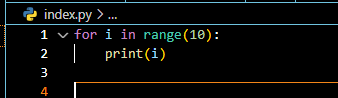 index.py > ...
1 for i in range(10):
2     print(i)
3
4